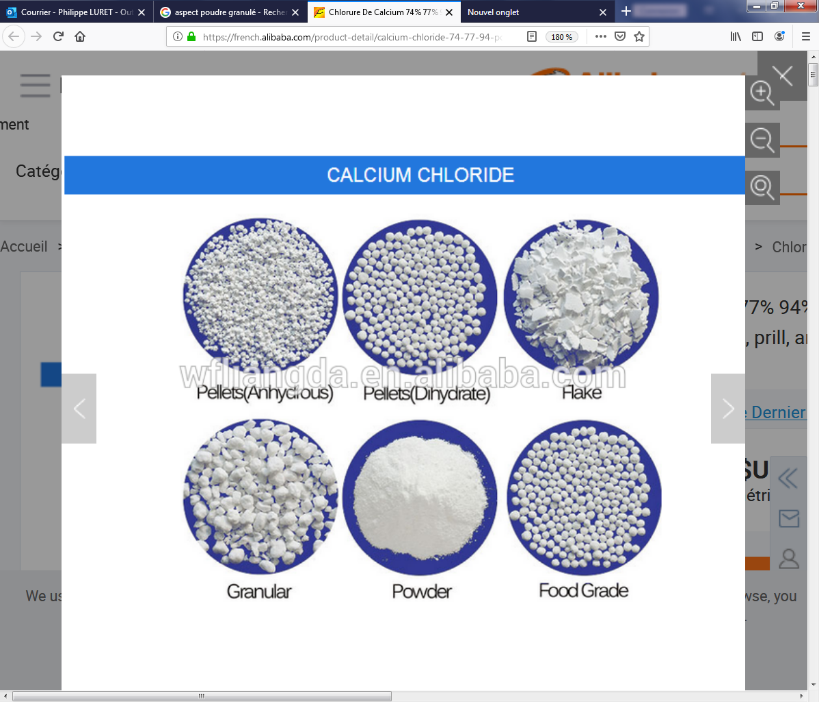 Courrier - Philippe LURET - Out
aspect poudre granulé - Reche
Chlorure De Calcium 74% 77%
Nouvel onglet
https://french.alibaba.com/product-detail/calcium-chloride-74-77-94-p
180 %
ment
Catég
Accueil >
> Chlor
CALCIUM CHLORIDE
77% 94%
, prill, a
wfliangda.en.alibaba.com
Pellets(Anhydrous)
Pellets(Dihydrate)
Flake
Dernier
$U
étri
Granular
Powder
Food Grade
We us
wse, you